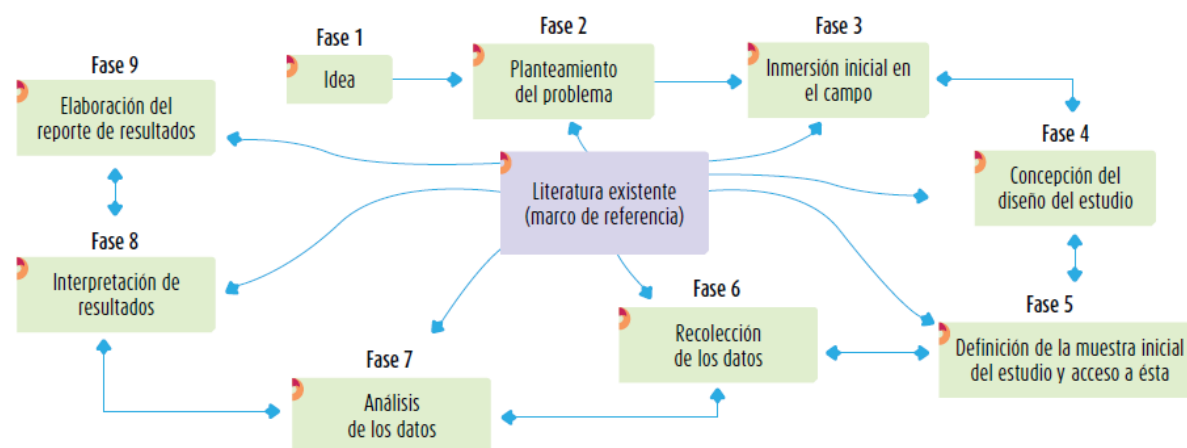 Fase 1
Idea
Fase 2
Planteamiento
del problema
Fase 3
Inmersión inicial en
el campo
Fase 4
Concepción del
diseño del estudio
Fase 5
Definición de la muestra inicial
del estudio y acceso a ésta
Fase 6
Recolección
de los datos
Fase 7
Análisis
de los datos
Fase 8
Interpretación de
resultados
Fase 9
Elaboración del
reporte de resultados
Literatura existente
(marco de referencia)